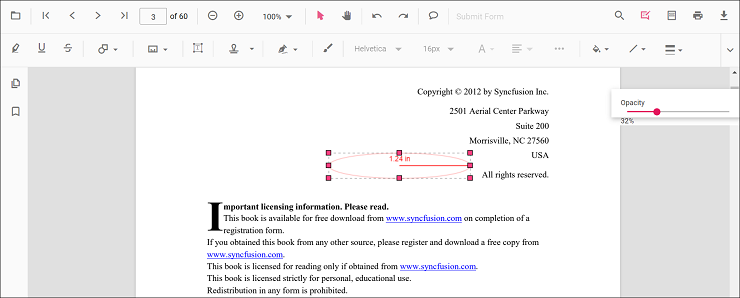 3 of 60
100%
Submit Form
Helvetica
16px
A
Opacity
32%
Copyright © 2012 by Syncfusion Inc.
2501 Aerial Center Parkway
Suite 200
Morrisville, NC 27560
USA
1.24 in
All rights reserved.
Important licensing information. Please read.
This book is available for free download from www.syncfusion.com on completion of a
registration form.
If you obtained this book from any other source, please register and download a free copy from
www.syncfusion.com.
This book is licensed for reading only if obtained from www.syncfusion.com.
This book is licensed strictly for personal, educational use.
Redistribution in any form is prohibited.